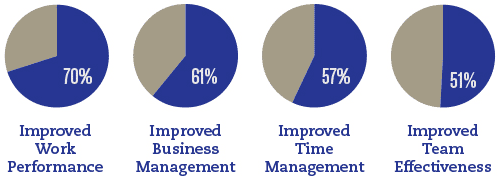 70%
61%
57%
51%
Improved
Work
Performance
Improved
Business
Management
Improved
Time
Management
Improved
Team
Effectiveness